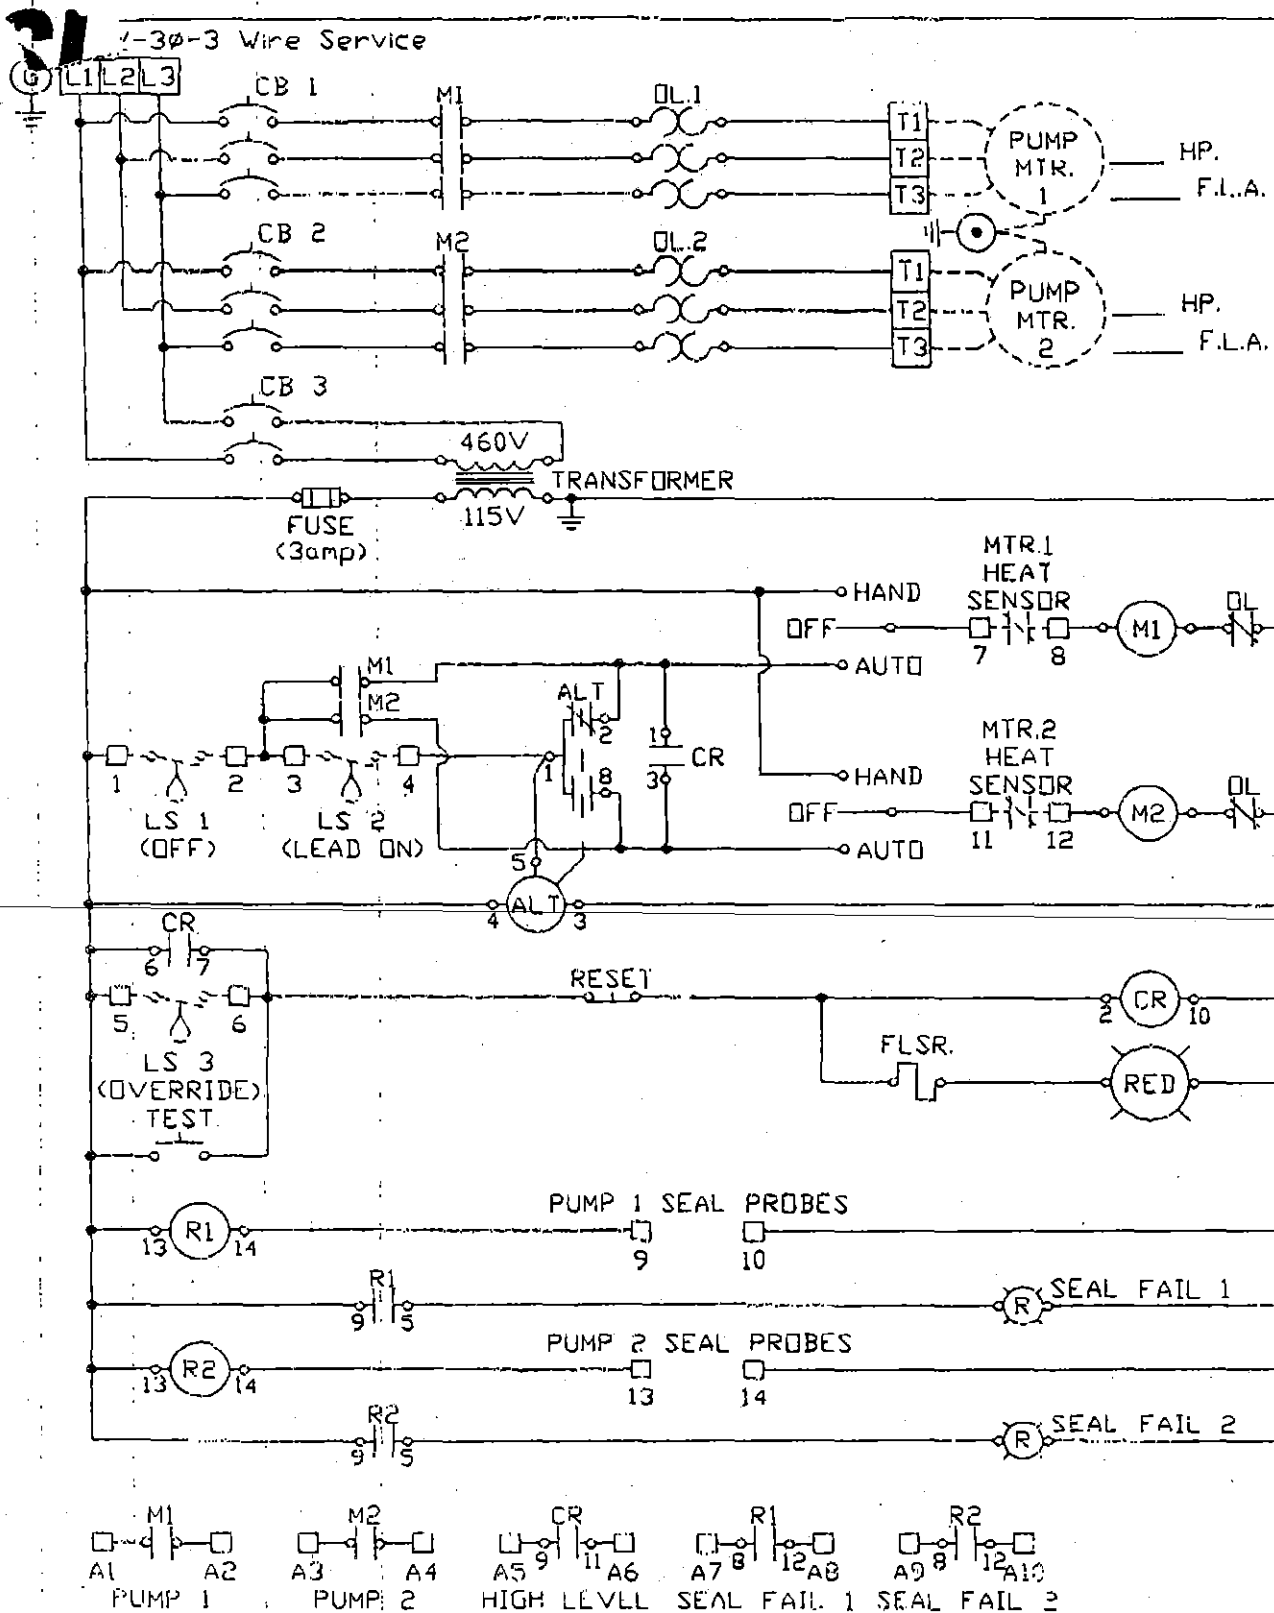 -3ø-3 Wire Service
G L1 L2 L3
CB 1
M1
OL.1
T1
T2
T3
PUMP
MTR.
1
HP.
F.L.A.
CB 2
M2
OL.2
T1
T2
T3
PUMP
MTR.
2
HP.
F.L.A.
CB 3
460V
TRANSFORMER
115V
FUSE
(3amp)
MTR.1
HEAT
SENSOR
HAND
OFF
AUTO
7 8
M1
OL
M1
M2
ALT
2
1
8
1
3
CR
1 2 3 4
LS 1
(OFF)
LS 2
(LEAD ON)
MTR.2
HEAT
SENSOR
HAND
OFF
AUTO
11 12
M2
OL
5
4 ALT 3
CR
6 7
5 6
LS 3
(OVERRIDE)
TEST
RESET
2 CR 10
FLSR.
RED
PUMP 1 SEAL PROBES
13 R1 14
9 10
R1
9 5
R SEAL FAIL 1
PUMP 2 SEAL PROBES
13 R2 14
13 14
R2
9 5
R SEAL FAIL 2
M1
A1 A2
PUMP 1
M2
A3 A4
PUMP 2
CR
A5 9 11 A6
HIGH LEVEL
R1
A7 8 12 A8
SEAL FAIL. 1
R2
A9 8 12 A10
SEAL FAIL 2